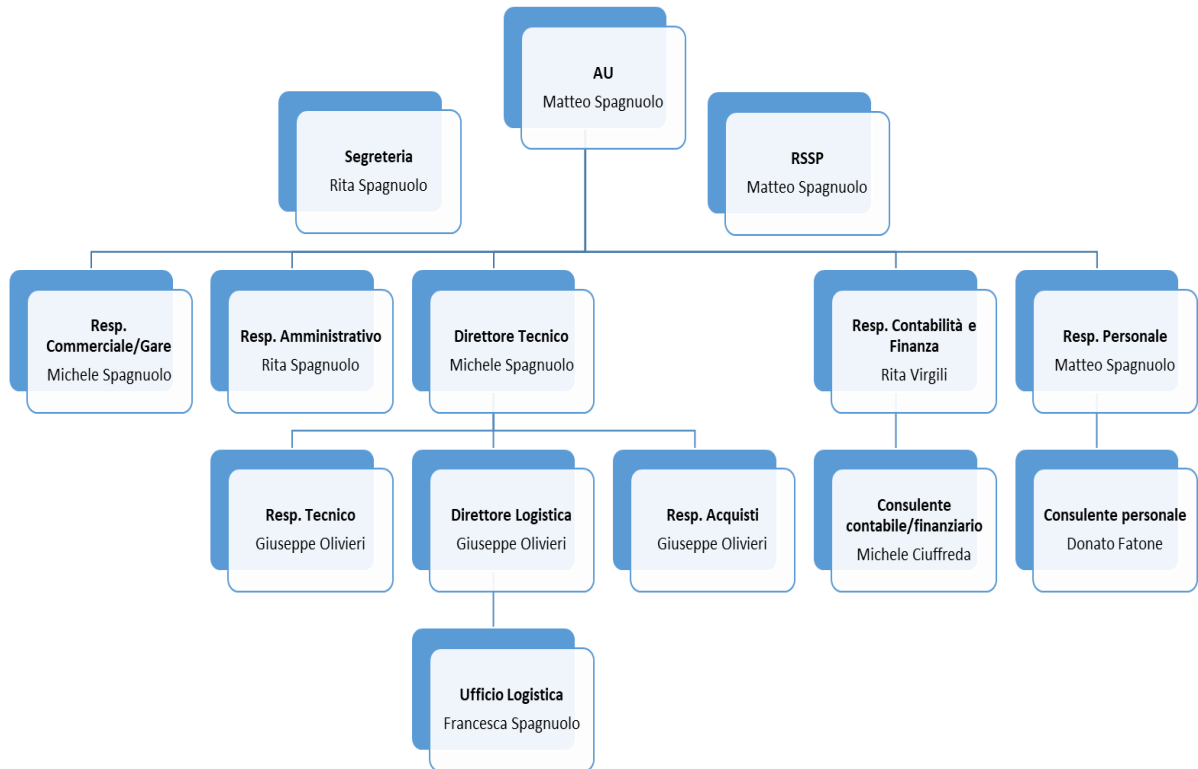 AU
Matteo Spagnuolo
Segreteria
Rita Spagnuolo
RSSP
Matteo Spagnuolo
Resp.
Commerciale/Gare
Michele Spagnuolo
Resp. Amministrativo
Rita Spagnuolo
Direttore Tecnico
Michele Spagnuolo
Resp. Contabilità e
Finanza
Rita Virgili
Resp. Personale
Matteo Spagnuolo
Resp. Tecnico
Giuseppe Olivieri
Direttore Logistica
Giuseppe Olivieri
Resp. Acquisti
Giuseppe Olivieri
Consulente
contabile/finanziario
Michele Ciuffreda
Consulente personale
Donato Fatone
Ufficio Logistica
Francesca Spagnuolo